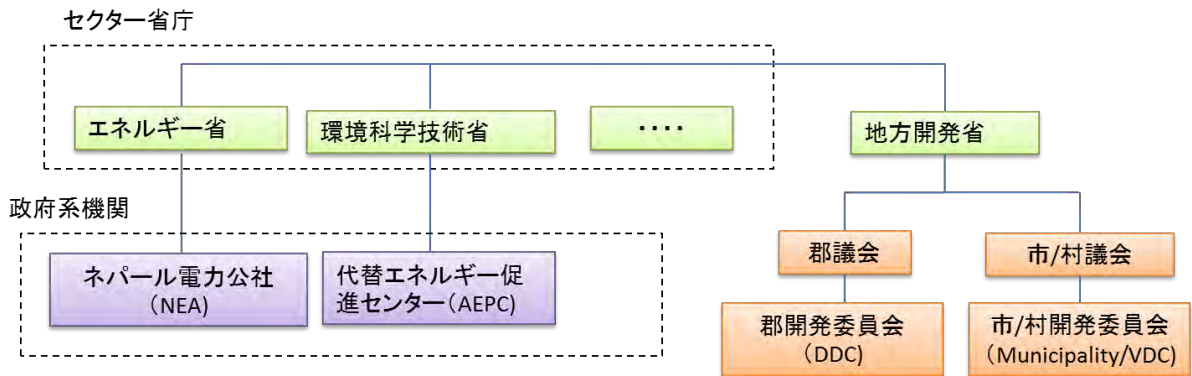 セクター省庁
エネルギー省
環境科学技術省
・・・・
地方開発省
政府系機関
ネパール電力公社
（NEA）
代替エネルギー促
進センター（AEPC）
郡議会
市/村議会
郡開発委員会
（DDC）
市/村開発委員会
（Municipality/VDC）